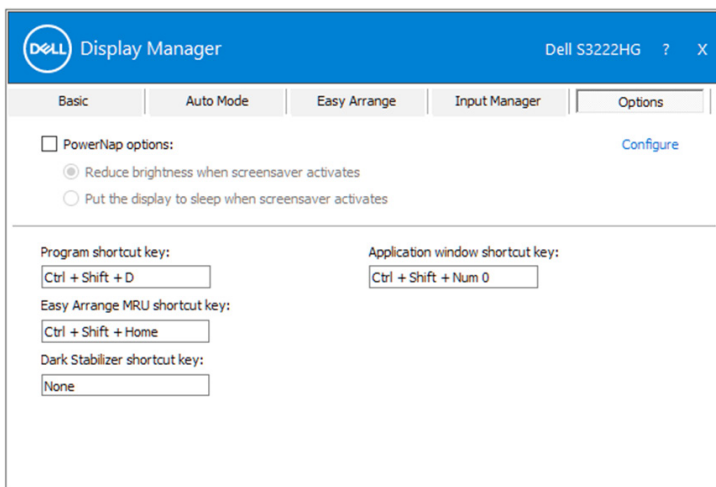 DELL Display Manager Dell S3222HG ? X
Basic Auto Mode Easy Arrange Input Manager Options
PowerNap options: Configure
Reduce brightness when screensaver activates
Put the display to sleep when screensaver activates
Program shortcut key: Application window shortcut key:
Ctrl + Shift + D Ctrl + Shift + Num 0
Easy Arrange MRU shortcut key:
Ctrl + Shift + Home
Dark Stabilizer shortcut key:
None